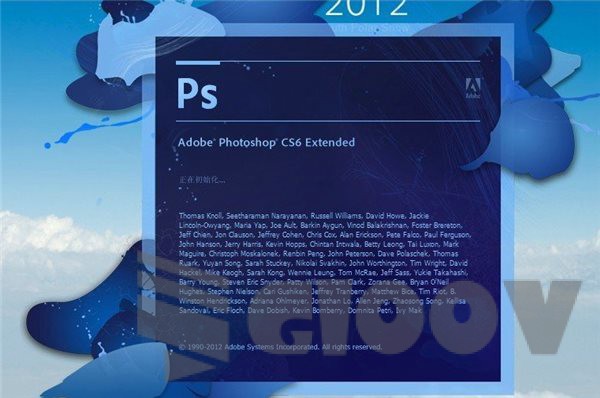 2012
Ps
Adobe
Adobe® Photoshop® CS6 Extended
正在初始化...
Thomas Knoll, Seetharaman Narayanan, Russell Williams, David Howe, Jackie
Lincoln-Owyang, Maria Yap, Joe Ault, Barkin Aygun, Vinod Balakrishnan, Foster Brereton,
Jeff Chien, Jon Clauson, Jeffrey Cohen, Chris Cox, Alan Erickson, Pete Falco, Paul Ferguson,
John Hanson, Jerry Harris, Kevin Hopps, Chintan Intwala, Betty Leong, Tai Luxon, Mark
Maguire, Christoph Moskalonek, Renbin Peng, John Peterson, Dave Polaschek, Thomas
Ruark, Yuyan Song, Sarah Stuckey, Nikolai Svakhin, John Worthington, Tim Wright, David
Hackel, Mike Keogh, Sarah Kong, Wennie Leung, Tom McRae, Jeff Sass, Yukie Takahashi,
Barry Young, Steven Eric Snyder, Patty Wilson, Pam Clark, Zorana Gee, Bryan O'Neil
Hughes, Stephen Nielson, Cari Gushiken, Jeffrey Tranberry, Matthew Bice, Tim Riot, B.
Winston Hendrickson, Adriana Ohlmeyer, Jonathan Lo, Allen Jeng, Zhaosong Song, Kellisa
Sandoval, Eric Floch, Dave Dobish, Kevin Bomberry, Domnita Petri, Ivy Mak
© 1990-2012 Adobe Systems Incorporated. All rights reserved.